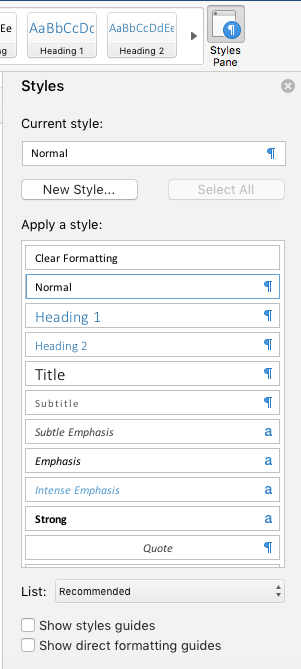 Ee AaBbCcDc AaBbCcDdEe
ng Heading 1 Heading 2 Styles
Pane
Styles
Current style:
Normal ¶
New Style... Select All
Apply a style:
Clear Formatting
Normal ¶
Heading 1 ¶
Heading 2 ¶
Title ¶
Subtitle ¶
Subtle Emphasis a
Emphasis a
Intense Emphasis a
Strong a
Quote ¶
List: Recommended
Show styles guides
Show direct formatting guides